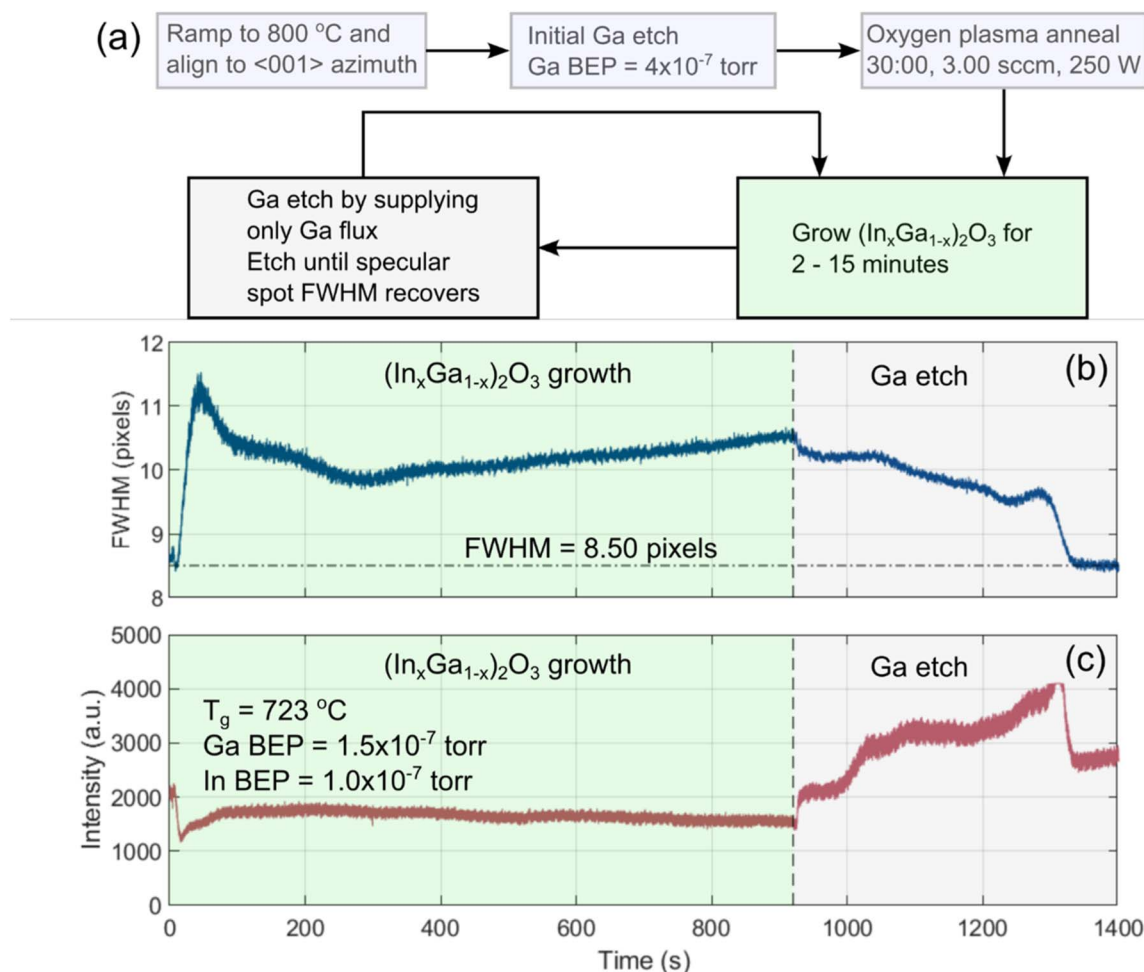 (a)
Ramp to 800 °C and
align to <001> azimuth
Initial Ga etch
Ga BEP = 4x10⁻⁷ torr
Oxygen plasma anneal
30:00, 3.00 sccm, 250 W
Ga etch by supplying
only Ga flux
Etch until specular
spot FWHM recovers
Grow (InₓGa₁₋ₓ)₂O₃ for
2 - 15 minutes
(InₓGa₁₋ₓ)₂O₃ growth
Ga etch
(b)
FWHM = 8.50 pixels
FWHM (pixels)
12
11
10
9
8
(InₓGa₁₋ₓ)₂O₃ growth
Ga etch
(c)
T_g = 723 °C
Ga BEP = 1.5x10⁻⁷ torr
In BEP = 1.0x10⁻⁷ torr
Intensity (a.u.)
5000
4000
3000
2000
1000
0
0 200 400 600 800 1000 1200 1400
Time (s)